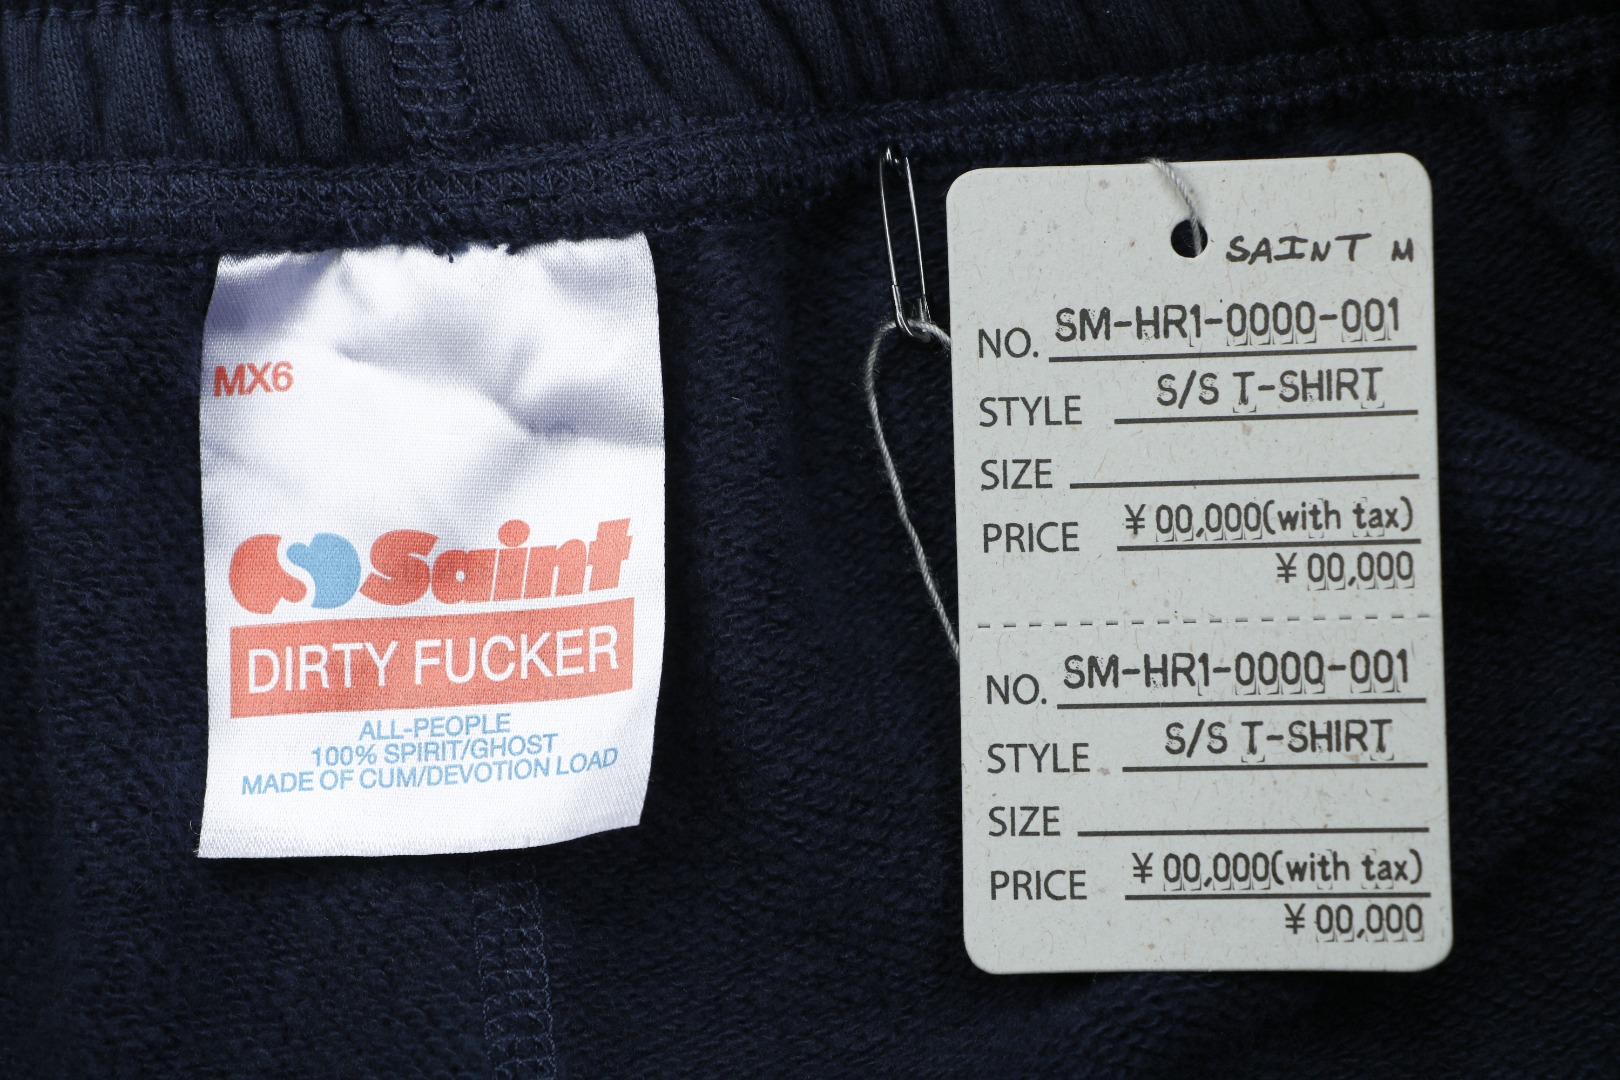 MX6
Saint
DIRTY FUCKER
ALL-PEOPLE
100% SPIRIT/GHOST
MADE OF CUM/DEVOTION LOAD
SAINT M
NO. SM-HR1-0000-001
STYLE S/S T-SHIRT
SIZE
PRICE ¥00,000(with tax)
¥00,000
NO. SM-HR1-0000-001
STYLE S/S T-SHIRT
SIZE
PRICE ¥00,000(with tax)
¥00,000